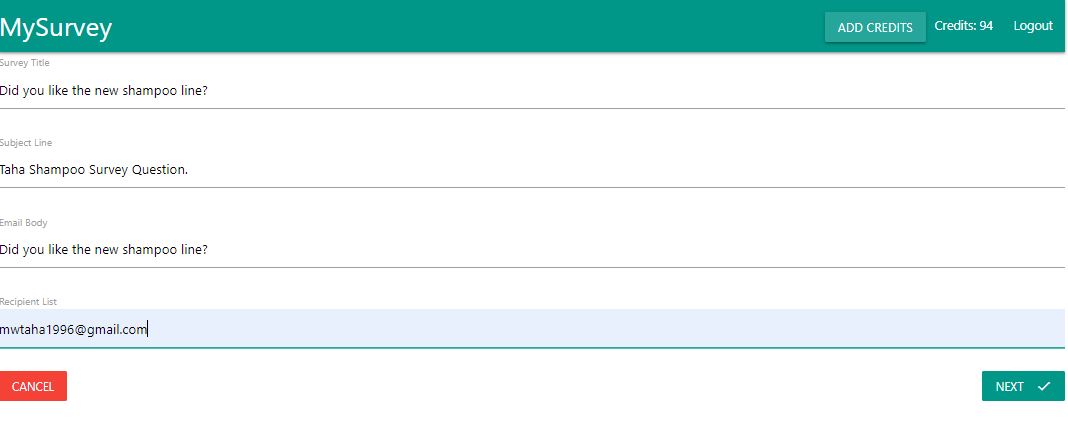 MySurvey
ADD CREDITS Credits: 94 Logout
Survey Title
Did you like the new shampoo line?
Subject Line
Taha Shampoo Survey Question.
Email Body
Did you like the new shampoo line?
Recipient List
mwtaha1996@gmail.com
CANCEL
NEXT